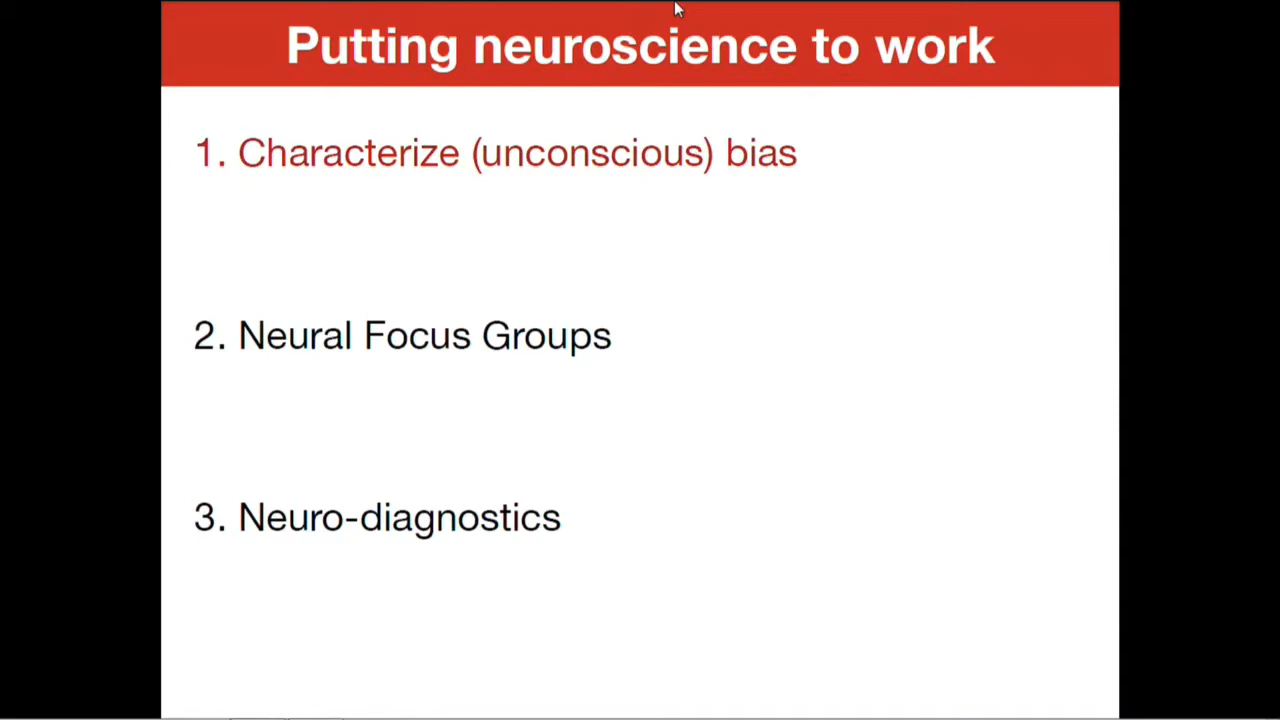 Putting neuroscience to work
1. Characterize (unconscious) bias
2. Neural Focus Groups
3. Neuro-diagnostics